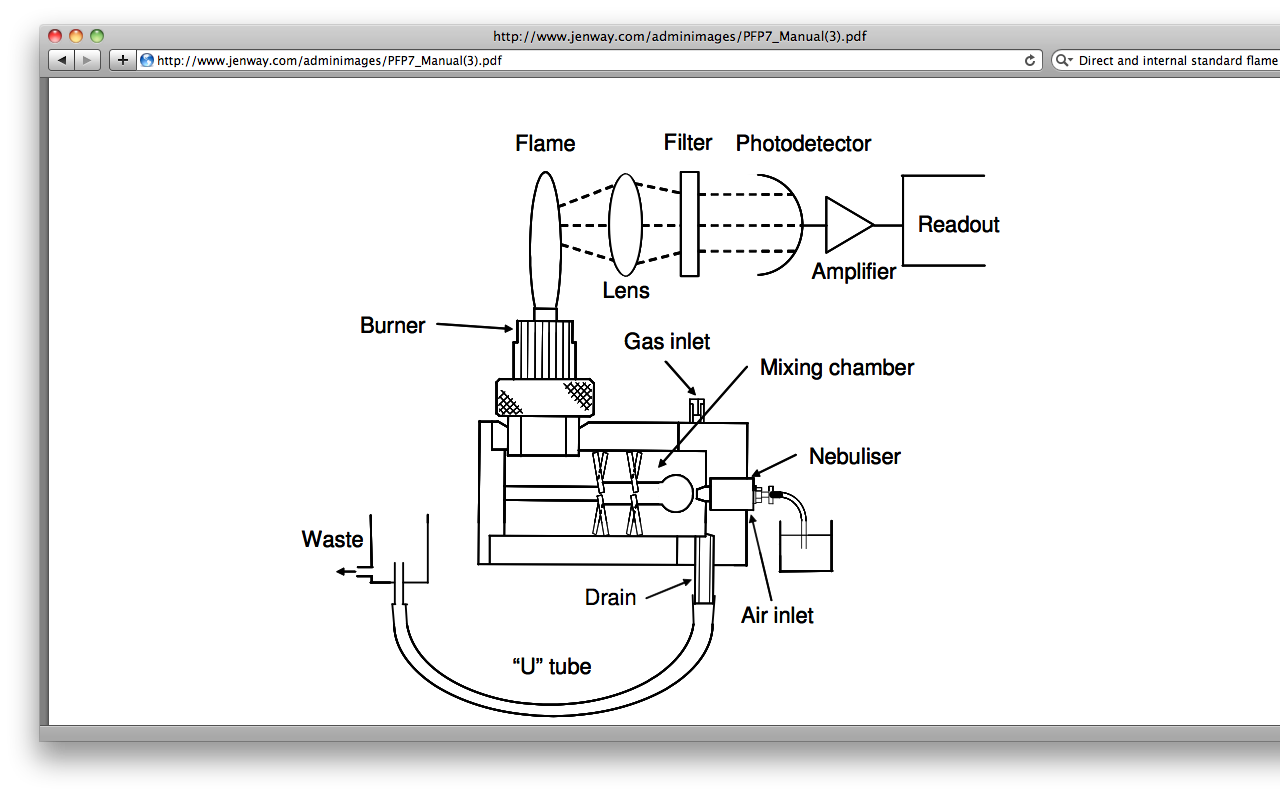 http://www.jenway.com/adminimages/PFP7_Manual(3).pdf
http://www.jenway.com/adminimages/PFP7_Manual(3).pdf
Direct and internal standard flame
Flame
Filter
Photodetector
Readout
Amplifier
Lens
Burner
Gas inlet
Mixing chamber
Nebuliser
Waste
Drain
Air inlet
“U” tube